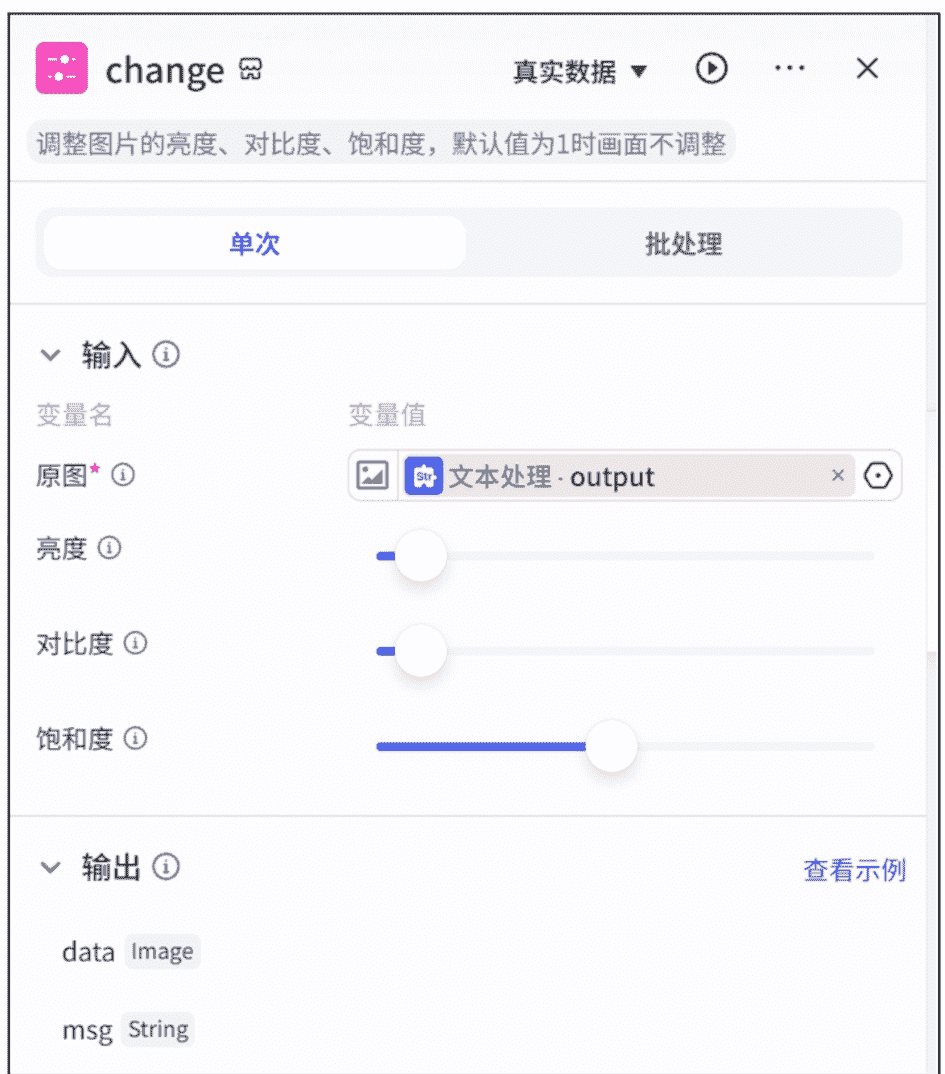 change 真实数据
调整图片的亮度、对比度、饱和度，默认值为1时画面不调整
单次 批处理
输入
变量名 变量值
原图* Str 文本处理 · output
亮度
对比度
饱和度
输出 查看示例
data Image
msg String